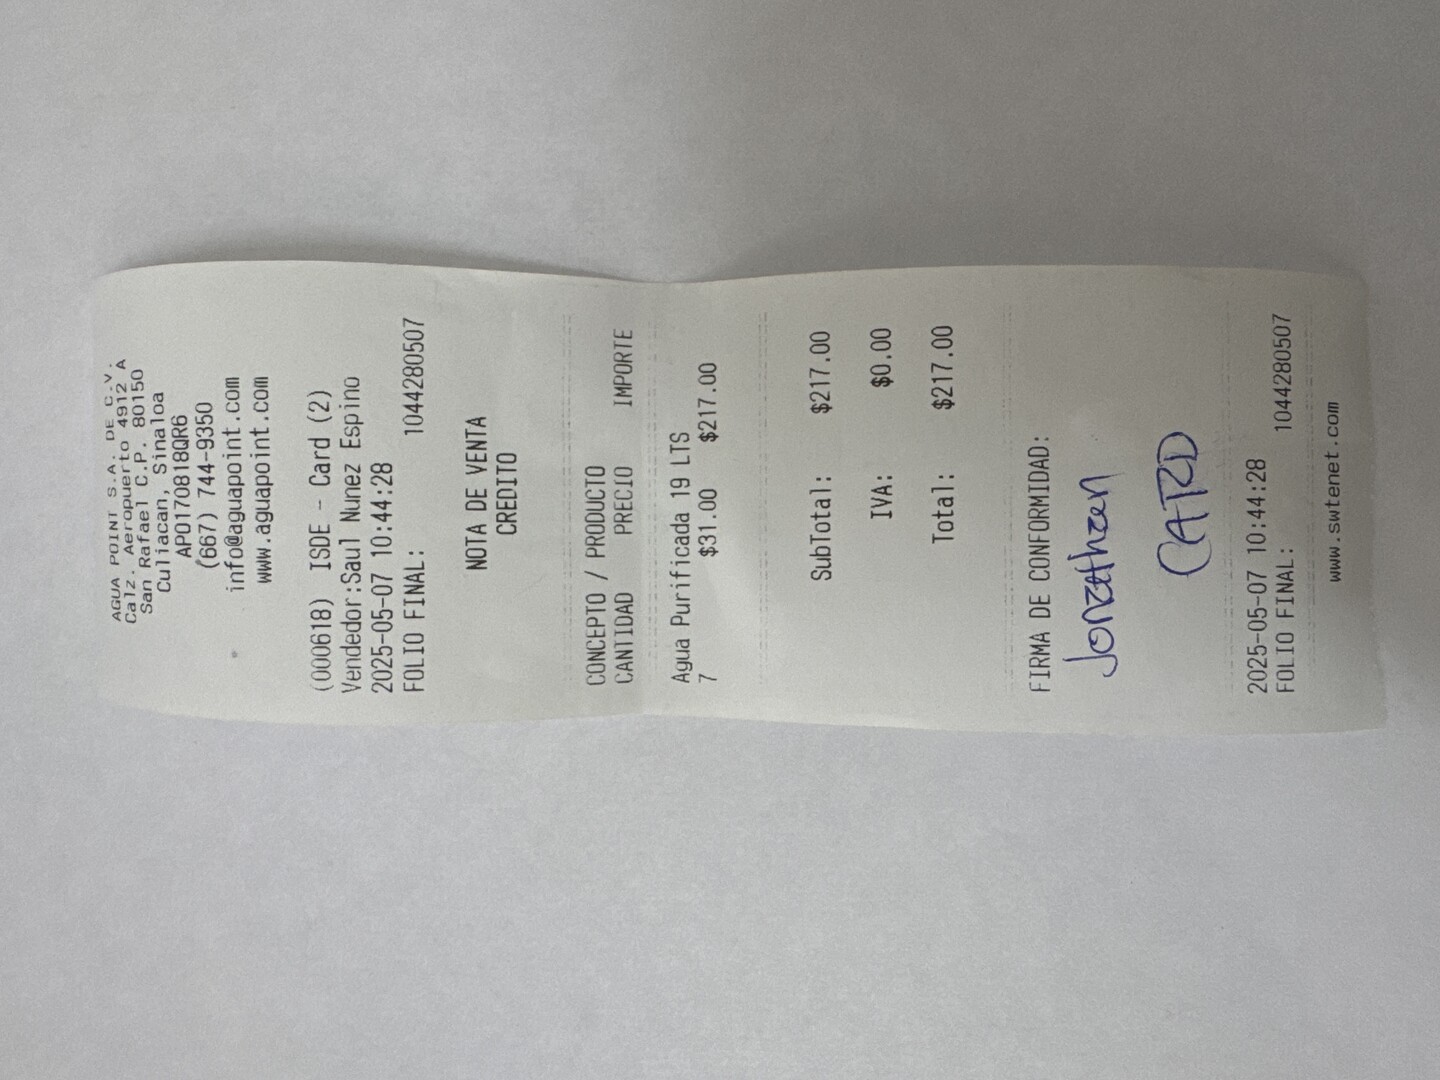 AGUA POINT S.A. DE C.V.
Calz. Aeropuerto 4912 A
San Rafael C.P. 80150
Culiacan, Sinaloa
APO170818QR6
(667) 744-9350
info@aguapoint.com
www.aguapoint.com
(000618) ISDE - Card (2)
Vendedor:Saul Nunez Espino
2025-05-07 10:44:28
FOLIO FINAL: 1044280507
NOTA DE VENTA
CREDITO
CONCEPTO / PRODUCTO
CANTIDAD PRECIO IMPORTE
Agua Purificada 19 LTS
7 $31.00 $217.00
SubTotal: $217.00
IVA: $0.00
Total: $217.00
FIRMA DE CONFORMIDAD:
Jonathan
CARD
2025-05-07 10:44:28
FOLIO FINAL: 1044280507
www.swtenet.com